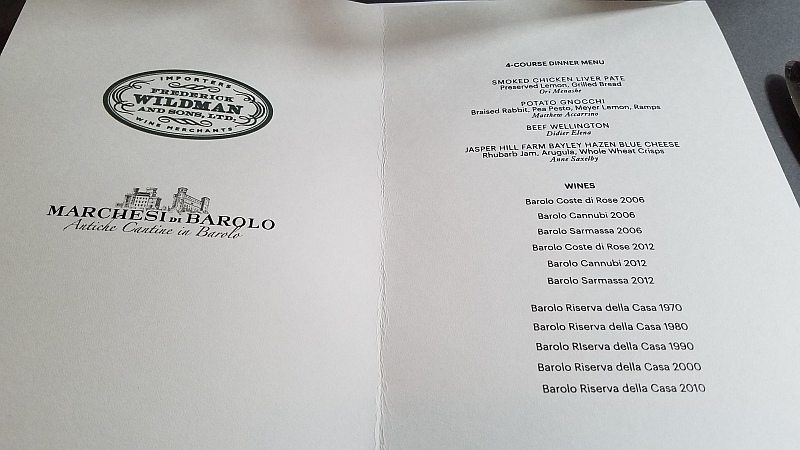 IMPORTERS
FREDERICK
WILDMAN
AND SONS, LTD.
WINE MERCHANTS
MARCHESI DI BAROLO
Antiche Cantine in Barolo
4-COURSE DINNER MENU
SMOKED CHICKEN LIVER PATE
Preserved Lemon, Grilled Bread
Ori Menashe
POTATO GNOCCHI
Braised Rabbit, Pea Pesto, Meyer Lemon, Ramps
Matthew Accarrino
BEEF WELLINGTON
Didier Elena
JASPER HILL FARM BAYLEY HAZEN BLUE CHEESE
Rhubarb Jam, Arugula, Whole Wheat Crisps
Anne Saxelby
WINES
Barolo Coste di Rose 2006
Barolo Cannubi 2006
Barolo Sarmassa 2006
Barolo Coste di Rose 2012
Barolo Cannubi 2012
Barolo Sarmassa 2012
Barolo Riserva della Casa 1970
Barolo Riserva della Casa 1980
Barolo RIserva della Casa 1990
Barolo Riserva della Casa 2000
Barolo Riserva della Casa 2010